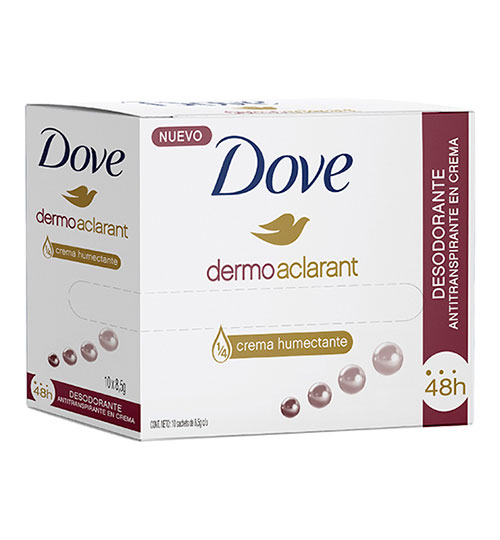 Dove
dermoaclarant
1/4 crema humectante
10 x 8,5g
48h
DESODORANTE
ANTITRANSPIRANTE EN CREMA
NUEVO
Dove
dermoaclarant
1/4 crema humectante
CONT. NETO: 10 sachets de 8,5g c/u
DESODORANTE
ANTITRANSPIRANTE EN CREMA
48h